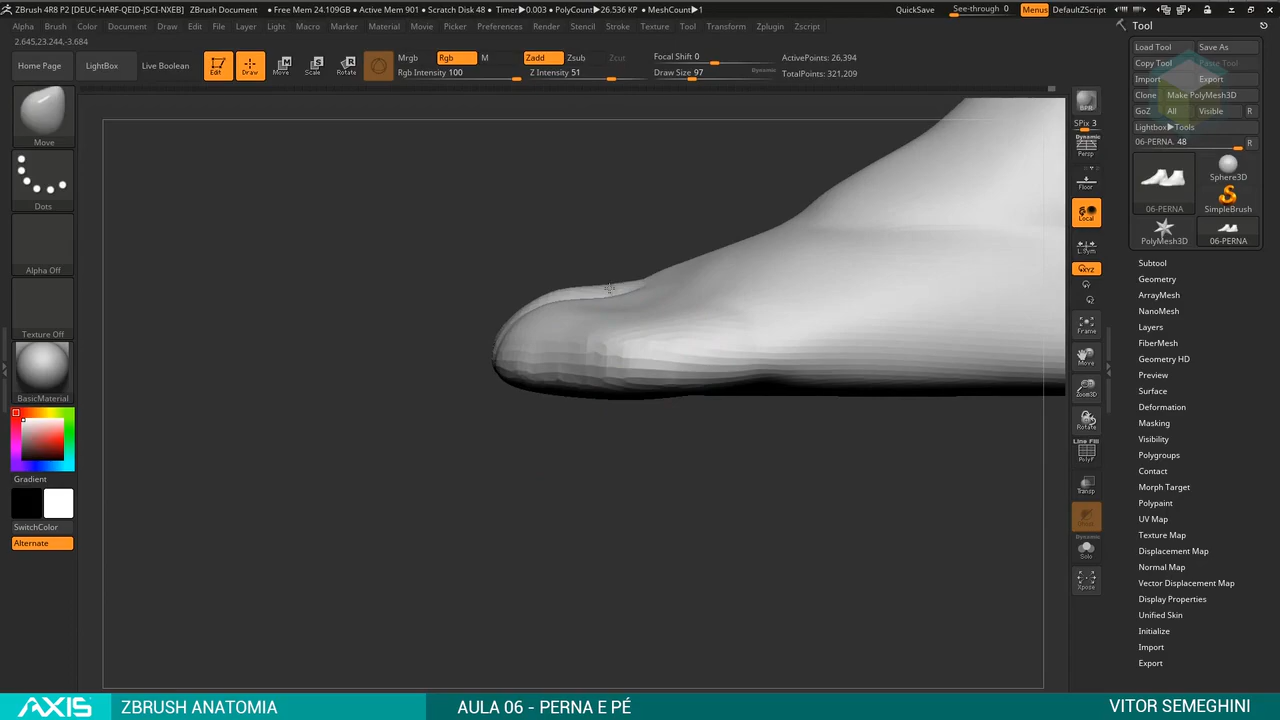 ZBrush 4R8 P2 [DEUC-HARF-QEID-JSCI-NXEB] ZBrush Document • Free Mem 24.109GB • Active Mem 901 • Scratch Disk 48 • Timer▶0.003 • PolyCount▶26.536 KP • MeshCount▶1 QuickSave See-through 0 Menus DefaultZScript
Alpha Brush Color Document Draw Edit File Layer Light Macro Marker Material Movie Picker Preferences Render Stencil Stroke Texture Tool Transform Zplugin Zscript
2.645,23.244,-3.684
Home Page LightBox Live Boolean Edit Draw Move Scale Rotate
Mrgb Rgb M Zadd Zsub Zcut
Rgb Intensity 100 Z Intensity 51
Focal Shift 0
Draw Size 97 Dynamic
ActivePoints: 26,394
TotalPoints: 321,209
Move
Dots
Alpha Off
Texture Off
BasicMaterial
Gradient
SwitchColor
Alternate
BPR
SPix 3
Dynamic
Persp
Floor
Local
L.Sym
XYZ
Frame
Move
Zoom3D
Rotate
Line Fill
PolyF
Transp
Dynamic
Solo
Xpose
Tool
Load Tool Save As
Copy Tool Paste Tool
Import Export
Clone Make PolyMesh3D
GoZ All Visible R
Lightbox▶Tools
06-PERNA. 48 R
06-PERNA Sphere3D
SimpleBrush
PolyMesh3D 06-PERNA
Subtool
Geometry
ArrayMesh
NanoMesh
Layers
FiberMesh
Geometry HD
Preview
Surface
Deformation
Masking
Visibility
Polygroups
Contact
Morph Target
Polypaint
UV Map
Texture Map
Displacement Map
Normal Map
Vector Displacement Map
Display Properties
Unified Skin
Initialize
Import
Export
AXIS ZBRUSH ANATOMIA AULA 06 - PERNA E PÉ VITOR SEMEGHINI